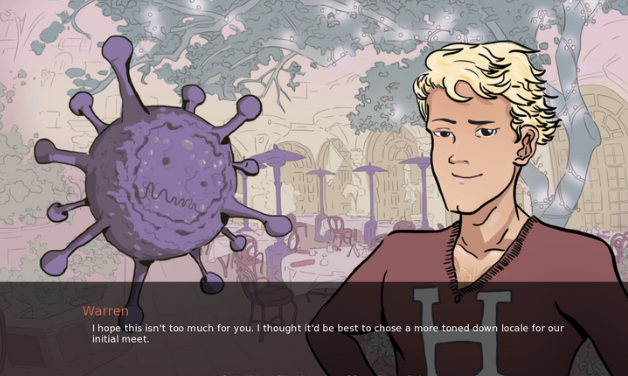 H
Warren
I hope this isn't too much for you. I thought it'd be best to chose a more toned down locale for our
initial meet.